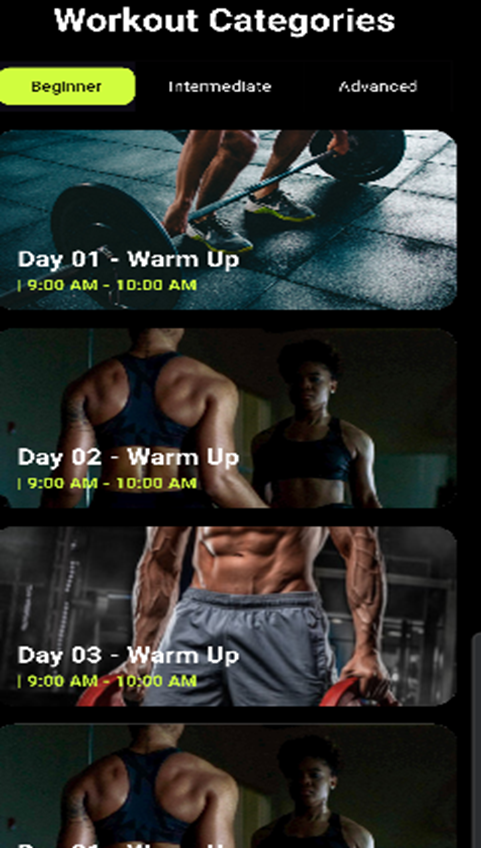 Workout Categories
Beginner
Intermediate
Advanced
Day 01 - Warm Up
| 9:00 AM - 10:00 AM
Day 02 - Warm Up
| 9:00 AM - 10:00 AM
Day 03 - Warm Up
| 9:00 AM - 10:00 AM